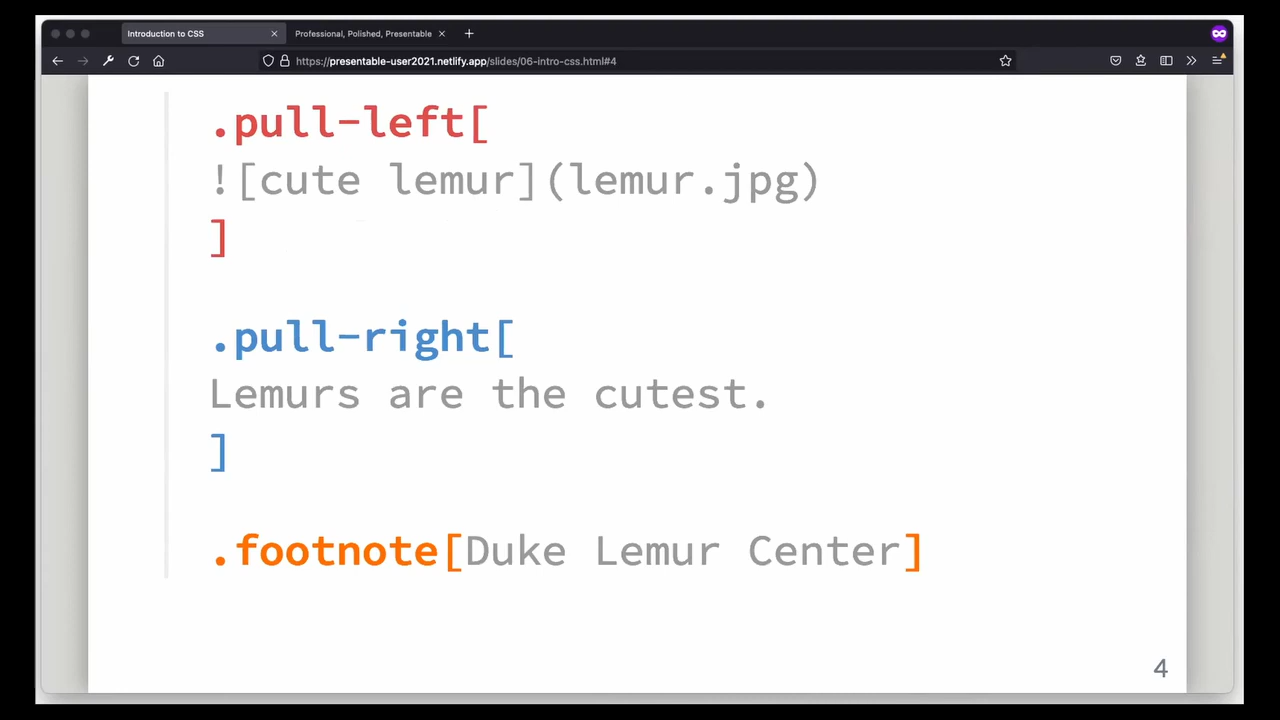 Introduction to CSS
Professional, Polished, Presentable
https://presentable-user2021.netlify.app/slides/06-intro-css.html#4
.pull-left[
![cute lemur](lemur.jpg)
]
.pull-right[
Lemurs are the cutest.
]
.footnote[Duke Lemur Center]
4